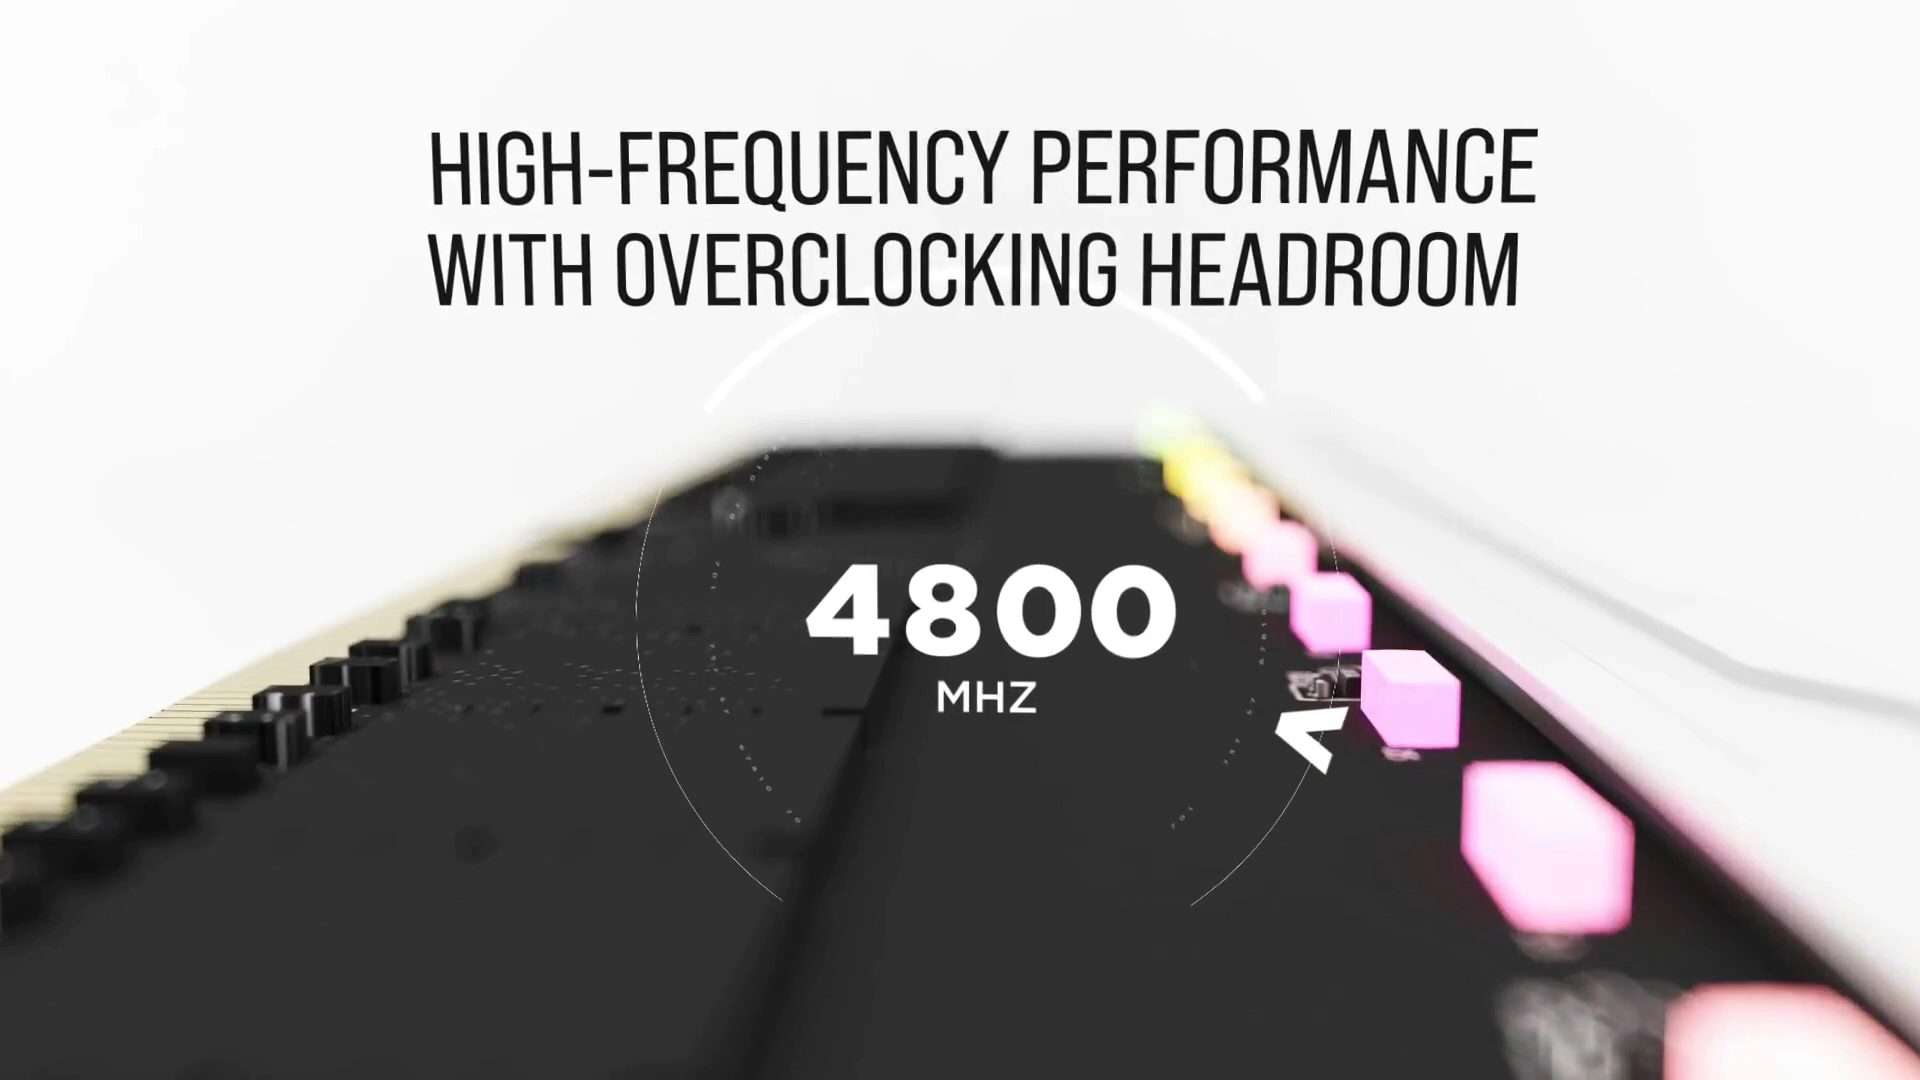 HIGH-FREQUENCY PERFORMANCE
WITH OVERCLOCKING HEADROOM
4800
MHZ